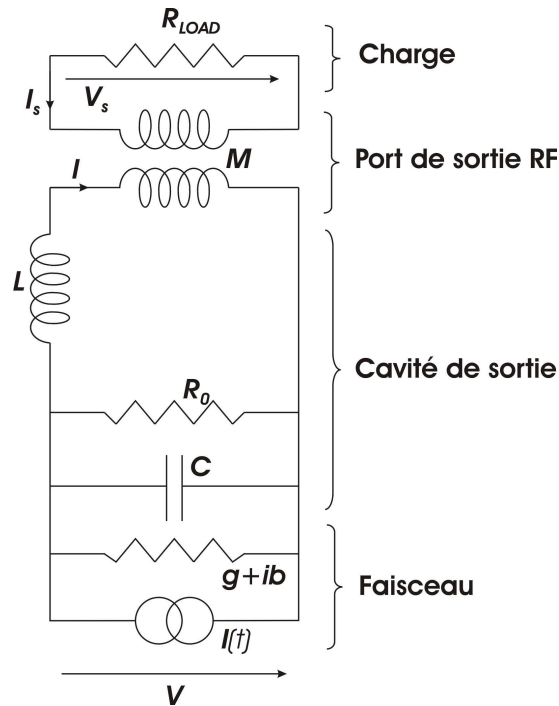 R_LOAD
Charge
I_s
V_s
Port de sortie RF
M
I
L
Cavité de sortie
R_0
C
g+ib
Faisceau
I(t)
V